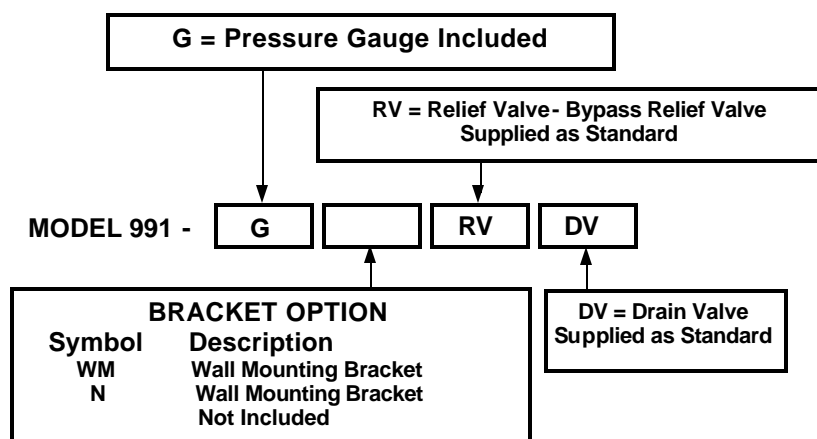 G = Pressure Gauge Included
RV = Relief Valve - Bypass Relief Valve
Supplied as Standard
MODEL 991 - G RV DV
BRACKET OPTION
Symbol Description
WM Wall Mounting Bracket
N Wall Mounting Bracket
Not Included
DV = Drain Valve
Supplied as Standard